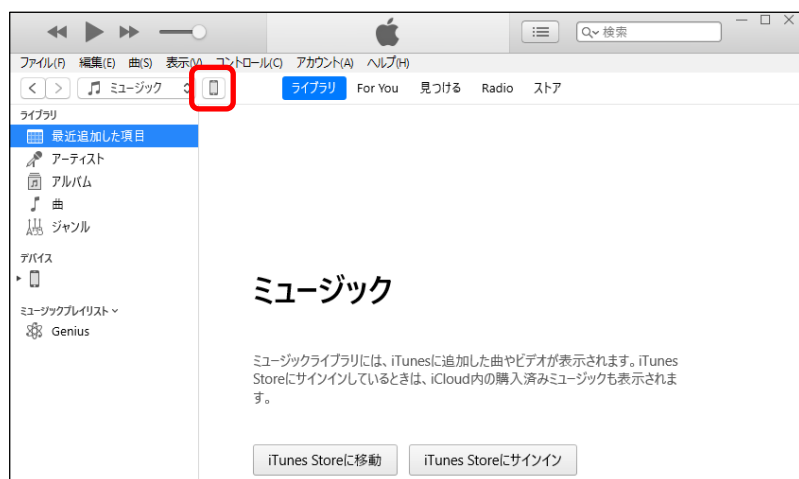 検索
ファイル(F) 編集(E) 曲(S) 表示(V) コントロール(C) アカウント(A) ヘルプ(H)
ミュージック ライブラリ For You 見つける Radio ストア
ライブラリ
最近追加した項目
アーティスト
アルバム
曲
ジャンル
デバイス
ミュージックプレイリスト
Genius
ミュージック
ミュージックライブラリには、iTunesに追加した曲やビデオが表示されます。iTunes
Storeにサインインしているときは、iCloud内の購入済みミュージックも表示されま
す。
iTunes Storeに移動 iTunes Storeにサインイン